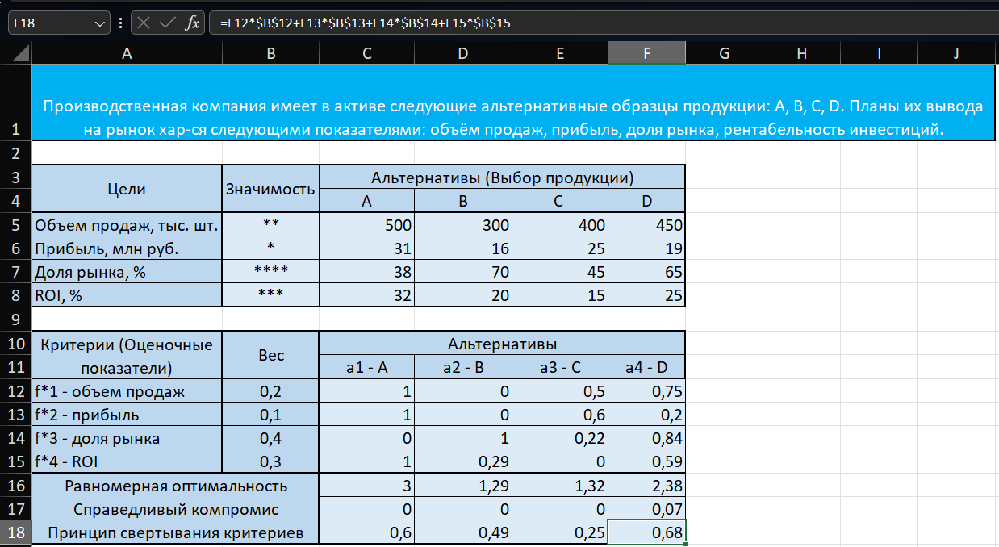 F18
fx
=F12*$B$12+F13*$B$13+F14*$B$14+F15*$B$15
A B C D E F G H I J
1 Производственная компания имеет в активе следующие альтернативные образцы продукции: A, B, C, D. Планы их вывода
на рынок хар-ся следующими показателями: объём продаж, прибыль, доля рынка, рентабельность инвестиций.
2
3 Цели Значимость Альтернативы (Выбор продукции)
4 A B C D
5 Объем продаж, тыс. шт. ** 500 300 400 450
6 Прибыль, млн руб. * 31 16 25 19
7 Доля рынка, % **** 38 70 45 65
8 ROI, % *** 32 20 15 25
9
10 Критерии (Оценочные Вес Альтернативы
11 показатели) a1 - A a2 - B a3 - C a4 - D
12 f*1 - объем продаж 0,2 1 0 0,5 0,75
13 f*2 - прибыль 0,1 1 0 0,6 0,2
14 f*3 - доля рынка 0,4 0 1 0,22 0,84
15 f*4 - ROI 0,3 1 0,29 0 0,59
16 Равномерная оптимальность 3 1,29 1,32 2,38
17 Справедливый компромис 0 0 0 0,07
18 Принцип свертывания критериев 0,6 0,49 0,25 0,68